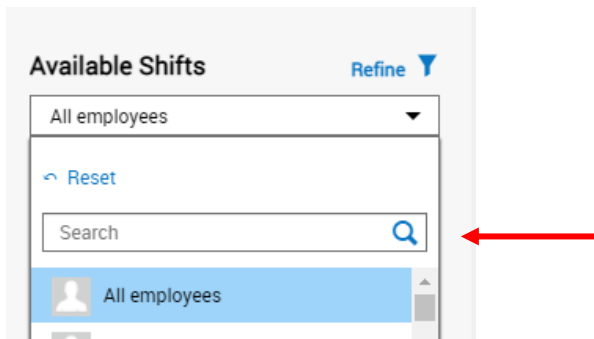 Available Shifts Refine
All employees
Reset
Search
All employees